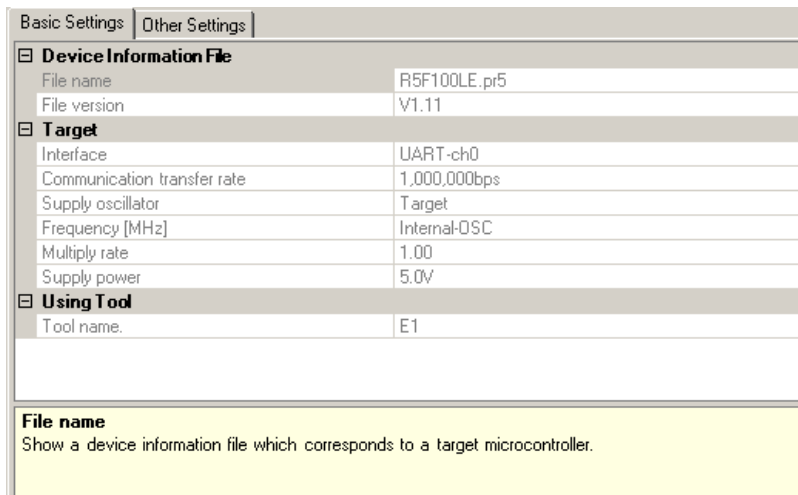 Basic Settings Other Settings
Device Information File
File name R5F100LE.pr5
File version V1.11
Target
Interface UART-ch0
Communication transfer rate 1,000,000bps
Supply oscillator Target
Frequency [MHz] Internal-OSC
Multiply rate 1.00
Supply power 5.0V
Using Tool
Tool name. E1
File name
Show a device information file which corresponds to a target microcontroller.